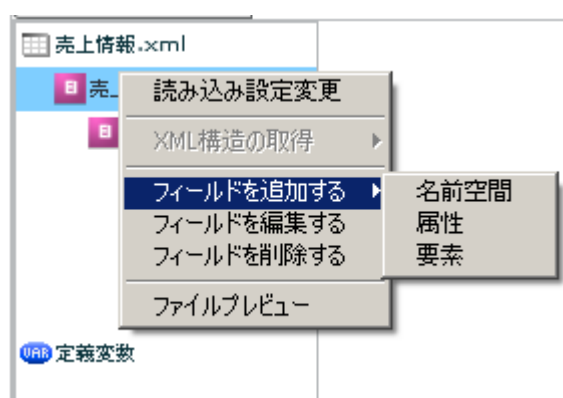 売上情報.xml
売
読み込み設定変更
XML構造の取得
フィールドを追加する
名前空間
フィールドを編集する
属性
フィールドを削除する
要素
ファイルプレビュー
VAR 定義変数